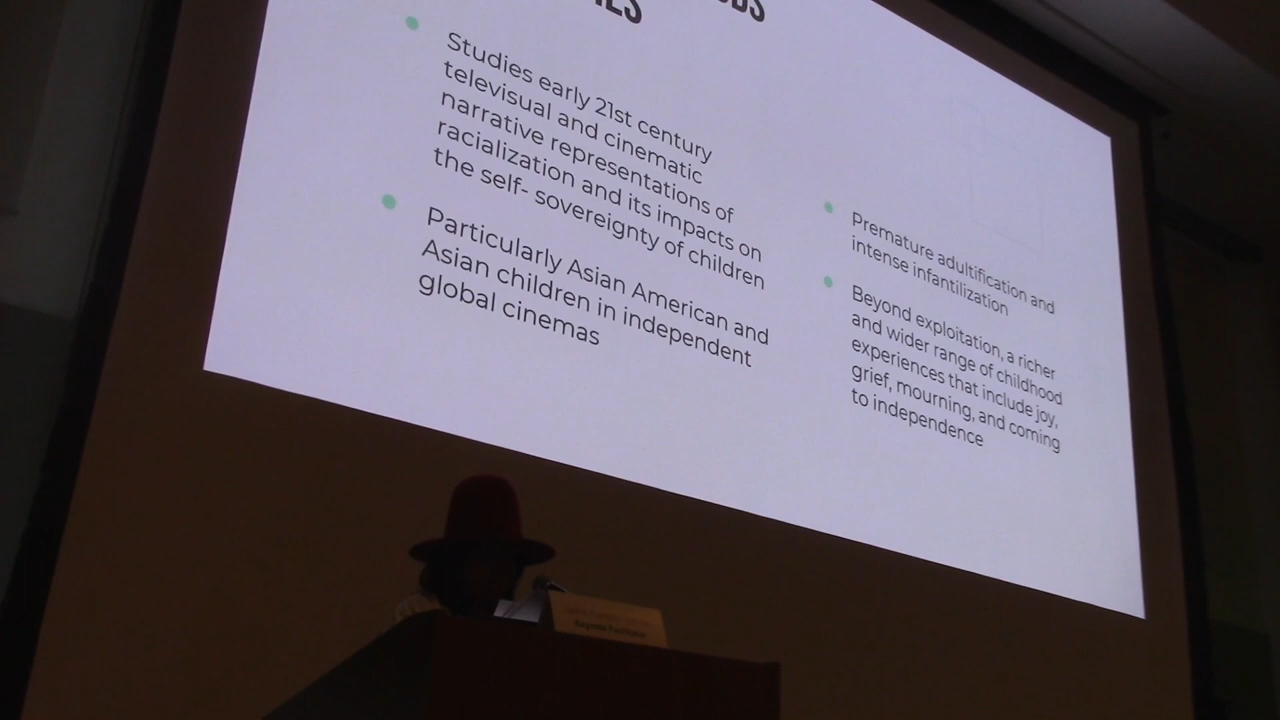 Studies early 21st century
televisual and cinematic
narrative representations of
racialization and its impacts on
the self- sovereignty of children
Particularly Asian American and
Asian children in independent
global cinemas
Premature adultification and
intense infantilization
Beyond exploitation, a richer
and wider range of childhood
experiences that include joy,
grief, mourning, and coming
to independence